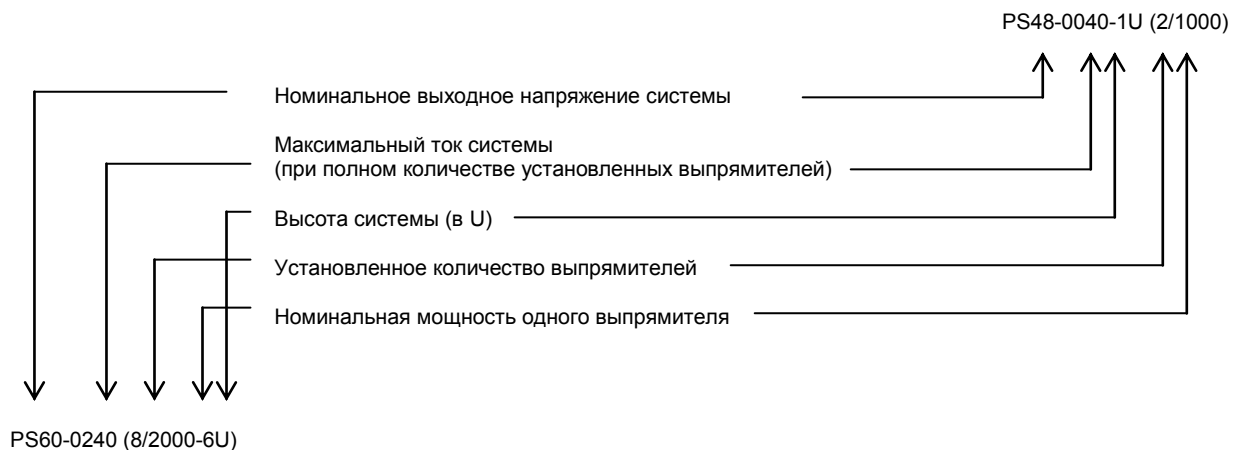 PS48-0040-1U (2/1000)
Номинальное выходное напряжение системы
Максимальный ток системы
(при полном количестве установленных выпрямителей)
Высота системы (в U)
Установленное количество выпрямителей
Номинальная мощность одного выпрямителя
PS60-0240 (8/2000-6U)